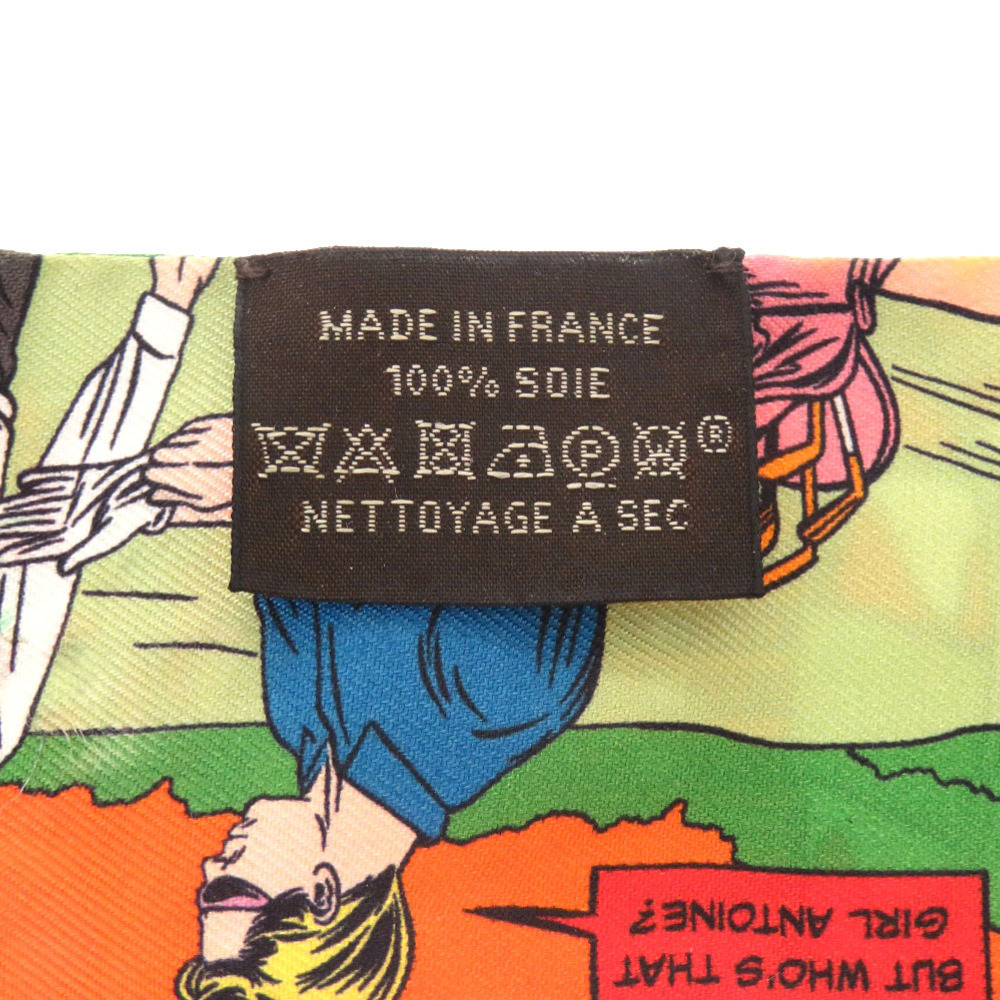 MADE IN FRANCE
100% SOIE
P W ®
NETTOYAGE A SEC
BUT WHO'S THAT
GIRL ANTOINE?